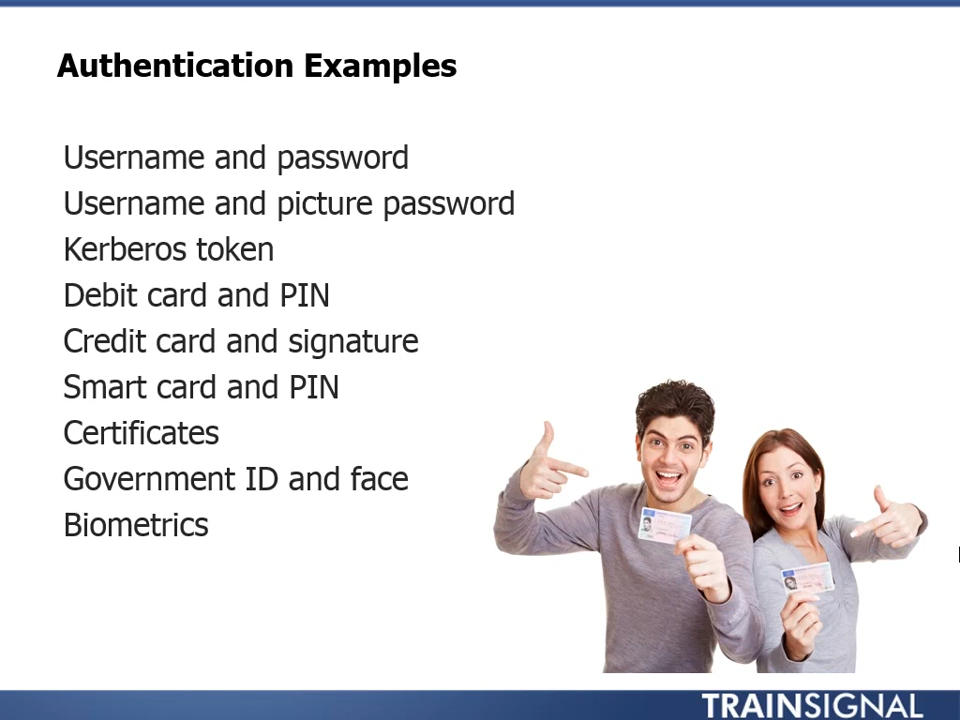 Authentication Examples
Username and password
Username and picture password
Kerberos token
Debit card and PIN
Credit card and signature
Smart card and PIN
Certificates
Government ID and face
Biometrics
TRAINSIGNAL